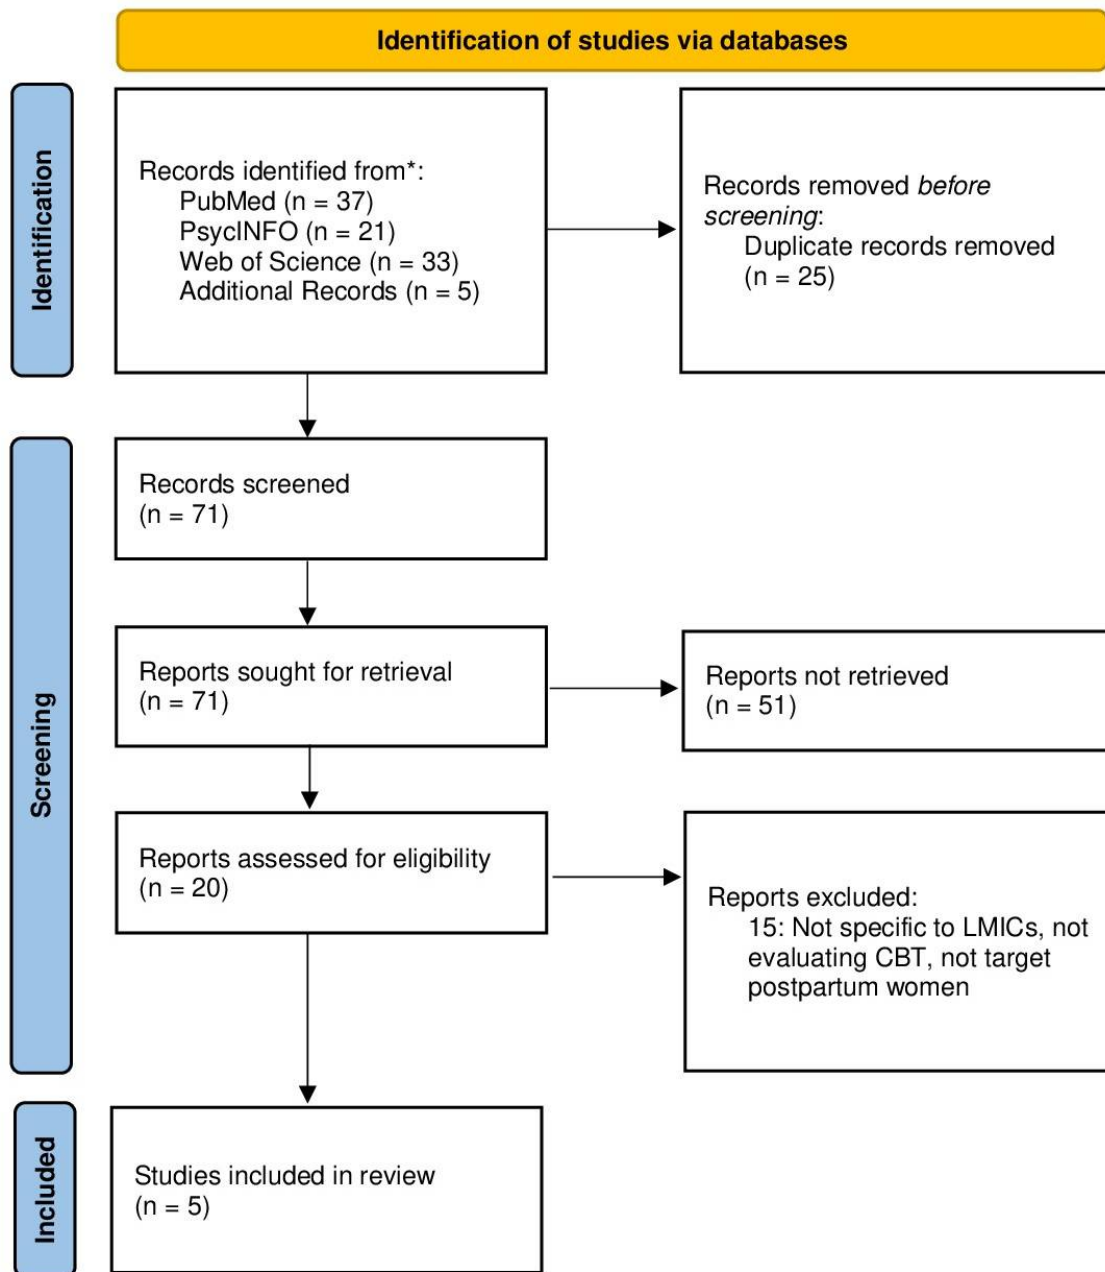 Identification of studies via databases
Identification
Records identified from*:
PubMed (n = 37)
PsycINFO (n = 21)
Web of Science (n = 33)
Additional Records (n = 5)
Records removed before
screening:
Duplicate records removed
(n = 25)
Screening
Records screened
(n = 71)
Reports sought for retrieval
(n = 71)
Reports not retrieved
(n = 51)
Reports assessed for eligibility
(n = 20)
Reports excluded:
15: Not specific to LMICs, not
evaluating CBT, not target
postpartum women
Included
Studies included in review
(n = 5)